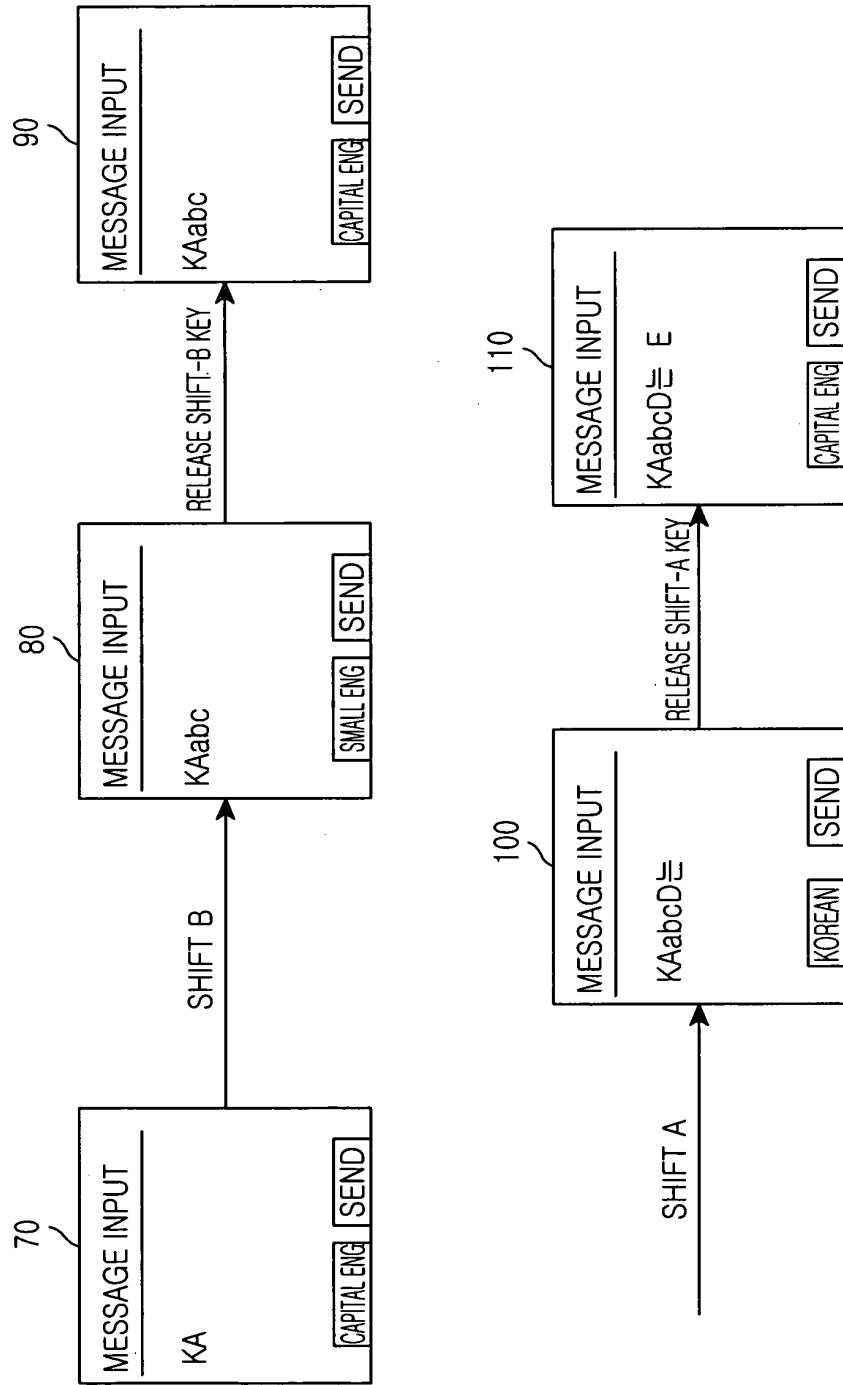 70
MESSAGE INPUT
KA
CAPITAL ENG SEND
SHIFT B
80
MESSAGE INPUT
KAabc
SMALL ENG SEND
RELEASE SHIFT-B KEY
90
MESSAGE INPUT
KAabc
CAPITAL ENG SEND
SHIFT A
100
MESSAGE INPUT
KAabcD는
KOREAN SEND
RELEASE SHIFT-A KEY
110
MESSAGE INPUT
KAabcD는 E
CAPITAL ENG SEND